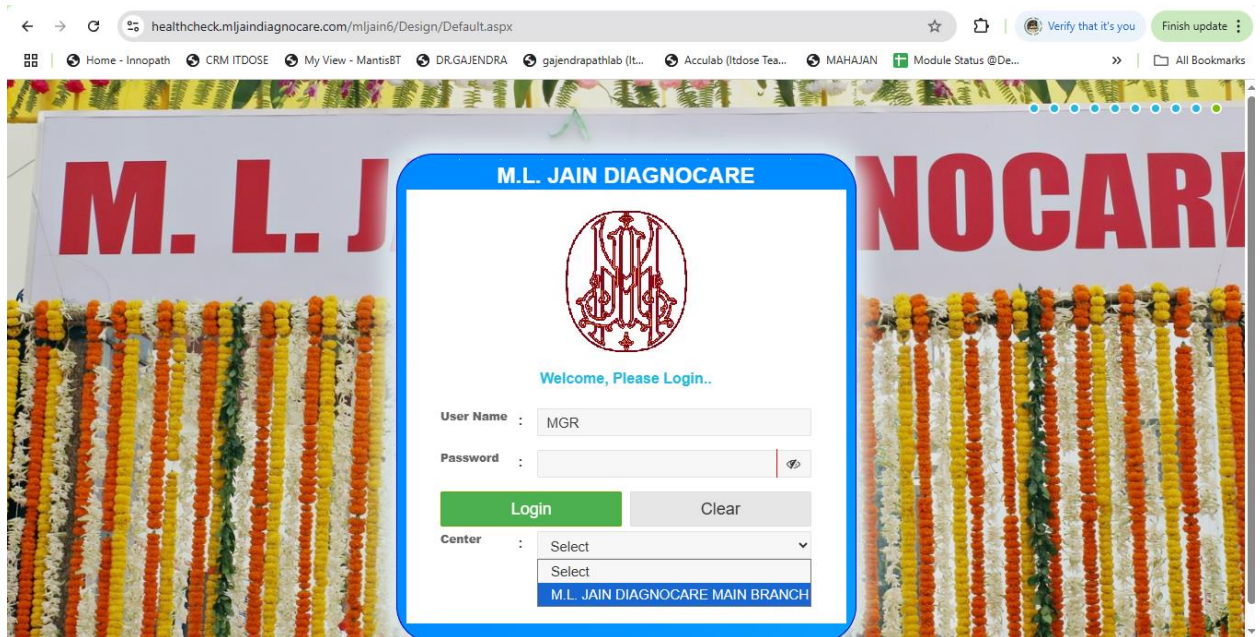 healthcheck.mljaindiagnocare.com/mljain6/Design/Default.aspx
Verify that it's you
Finish update
Home - Innopath
CRM ITDOSE
My View - MantisBT
DR.GAJENDRA
gajendrapathlab (It...
Acculab (Itdose Tea...
MAHAJAN
Module Status @De...
»
All Bookmarks
M. L. J
NOCAR
M.L. JAIN DIAGNOCARE
Welcome, Please Login..
User Name : MGR
Password :
Login Clear
Center : Select
Select
M.L. JAIN DIAGNOCARE MAIN BRANCH